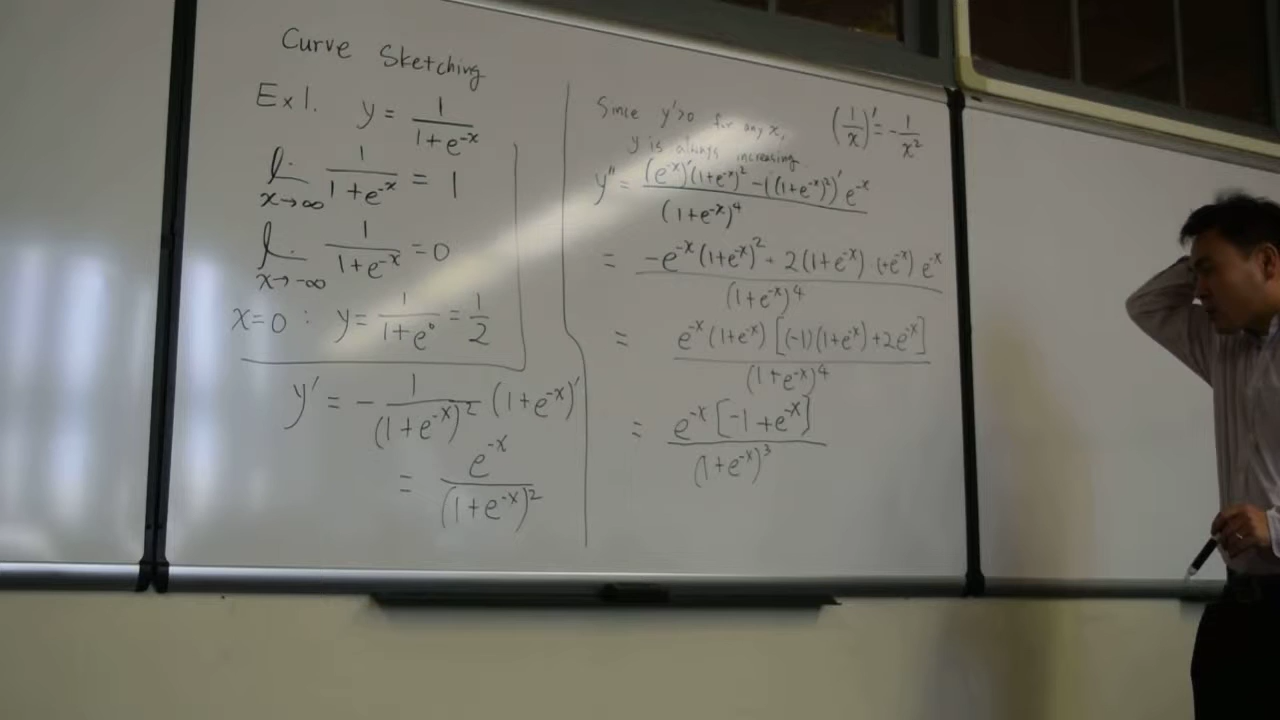 Curve Sketching
Ex1. y = 1/(1+e^-x)
lim x→∞ 1/(1+e^-x) = 1
lim x→-∞ 1/(1+e^-x) = 0
x=0 : y = 1/(1+e^0) = 1/2
y' = - 1/(1+e^-x)^2 (1+e^-x)'
= e^-x/(1+e^-x)^2
Since y'>0 for any x,
y is always increasing.
(1/x)' = -1/x^2
y'' = ((e^-x)'(1+e^-x)^2 - ((1+e^-x)^2)' e^-x)/(1+e^-x)^4
= (-e^-x(1+e^-x)^2 + 2(1+e^-x)·(+e^-x) e^-x)/(1+e^-x)^4
= (e^-x(1+e^-x)[(-1)(1+e^-x)+2e^-x])/(1+e^-x)^4
= (e^-x[-1+e^-x])/(1+e^-x)^3